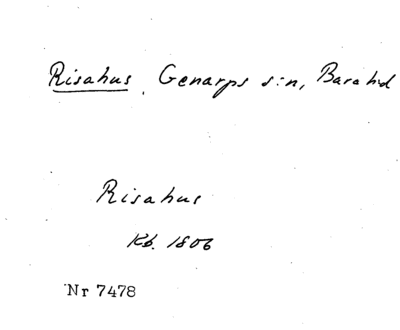 Risahus, Genarps s:n, Bara hd
Risahus
Kb. 1806
Nr 7478